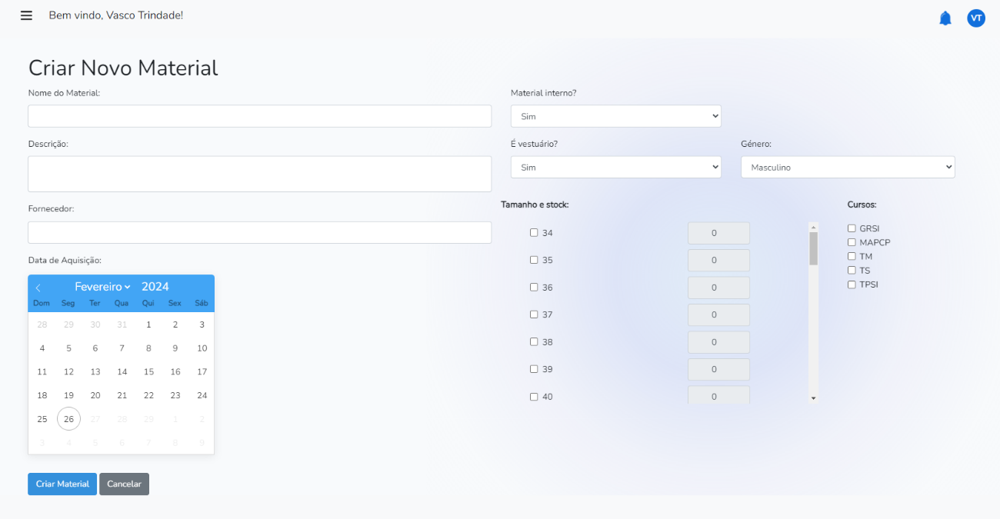 Bem vindo, Vasco Trindade!
VT
Criar Novo Material
Nome do Material:
Material interno?
Sim
Descrição:
É vestuário?
Género:
Sim
Masculino
Fornecedor:
Tamanho e stock:
Cursos:
34 0
35 0
36 0
37 0
38 0
39 0
40 0
GRSI
MAPCP
TM
TS
TPSI
Data de Aquisição:
Fevereiro 2024
Dom Seg Ter Qua Qui Sex Sáb
28 29 30 31 1 2 3
4 5 6 7 8 9 10
11 12 13 14 15 16 17
18 19 20 21 22 23 24
25 26 27 28 29 1 2
3 4 5 6 7 8 9
Criar Material Cancelar